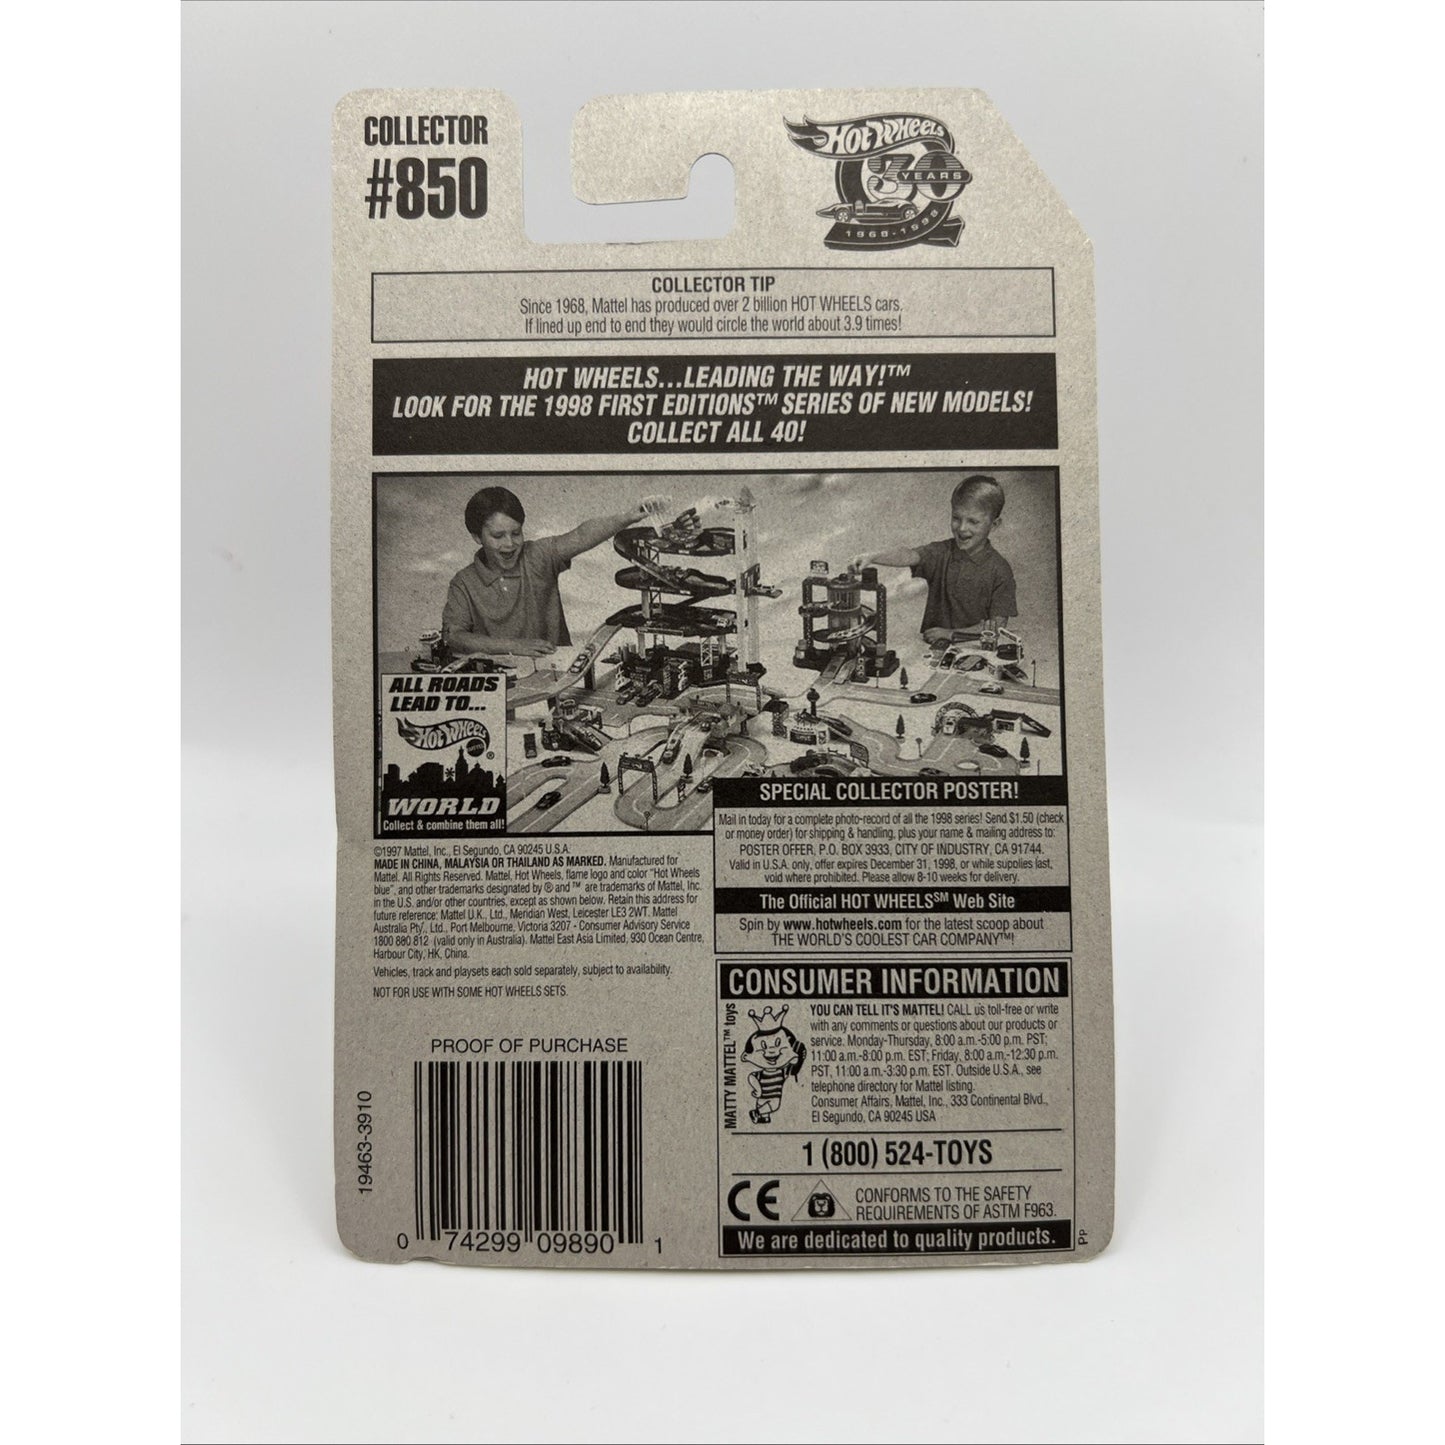 COLLECTOR
#850
HOT WHEELS
30
YEARS
1968-1998
COLLECTOR TIP
Since 1968, Mattel has produced over 2 billion HOT WHEELS cars.
If lined up end to end they would circle the world about 3.9 times!
HOT WHEELS...LEADING THE WAY!™
LOOK FOR THE 1998 FIRST EDITIONS™ SERIES OF NEW MODELS!
COLLECT ALL 40!
ALL ROADS
LEAD TO...
HOT WHEELS ®
WORLD
Collect & combine them all!
SPECIAL COLLECTOR POSTER!
Mail in today for a complete photo-record of all the 1998 series! Send $1.50 (check
or money order) for shipping & handling, plus your name & mailing address to:
POSTER OFFER, P.O. BOX 3933, CITY OF INDUSTRY, CA 91744.
Valid in U.S.A. only, offer expires December 31, 1998, or while supplies last,
void where prohibited. Please allow 8-10 weeks for delivery.
The Official HOT WHEELS℠ Web Site
Spin by www.hotwheels.com for the latest scoop about
THE WORLD'S COOLEST CAR COMPANY™!
©1997 Mattel, Inc., El Segundo, CA 90245 U.S.A.
MADE IN CHINA, MALAYSIA OR THAILAND AS MARKED. Manufactured for
Mattel. All Rights Reserved. Mattel, Hot Wheels, flame logo and color "Hot Wheels
blue", and other trademarks designated by ® and ™ are trademarks of Mattel, Inc.
in the U.S. and/or other countries, except as shown below. Retain this address for
future reference: Mattel U.K., Ltd., Meridian West, Leicester LE3 2WT. Mattel
Australia Pty., Ltd., Port Melbourne, Victoria 3207 - Consumer Advisory Service
1800 880 812 (valid only in Australia). Mattel East Asia Limited, 930 Ocean Centre,
Harbour City, HK, China.
Vehicles, track and playsets each sold separately, subject to availability.
NOT FOR USE WITH SOME HOT WHEELS SETS.
CONSUMER INFORMATION
MATTY MATTEL™ toys
YOU CAN TELL IT'S MATTEL! CALL us toll-free or write
with any comments or questions about our products or
service. Monday-Thursday, 8:00 a.m.-5:00 p.m. PST;
11:00 a.m.-8:00 p.m. EST; Friday, 8:00 a.m.-12:30 p.m.
PST, 11:00 a.m.-3:30 p.m. EST. Outside U.S.A., see
telephone directory for Mattel listing.
Consumer Affairs, Mattel, Inc., 333 Continental Blvd.,
El Segundo, CA 90245 USA
1 (800) 524-TOYS
CE
CONFORMS TO THE SAFETY
REQUIREMENTS OF ASTM F963.
We are dedicated to quality products.
PP
PROOF OF PURCHASE
19463-3910
0 74299 09890 1